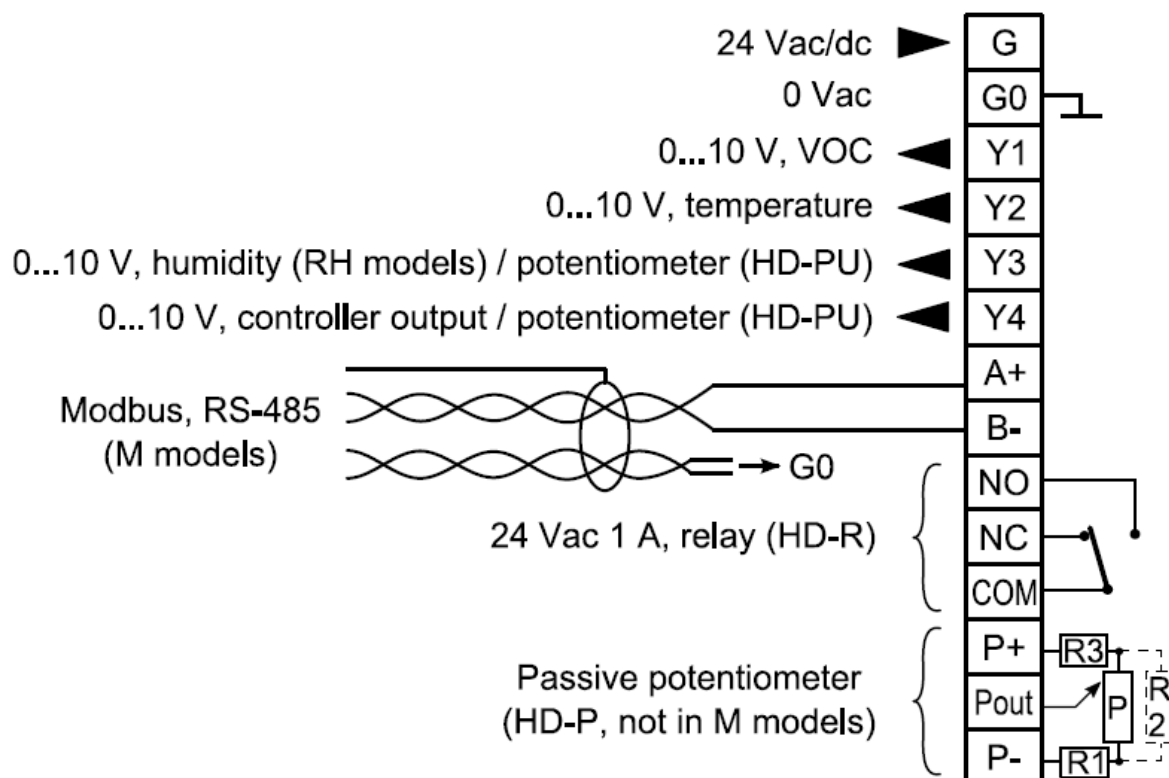 24 Vac/dc G
0 Vac G0
0...10 V, VOC Y1
0...10 V, temperature Y2
0...10 V, humidity (RH models) / potentiometer (HD-PU) Y3
0...10 V, controller output / potentiometer (HD-PU) Y4
A+
Modbus, RS-485
(M models)
B-
G0
NO
24 Vac 1 A, relay (HD-R) NC
COM
P+ R3
Passive potentiometer
(HD-P, not in M models)
Pout P R
2
P- R1